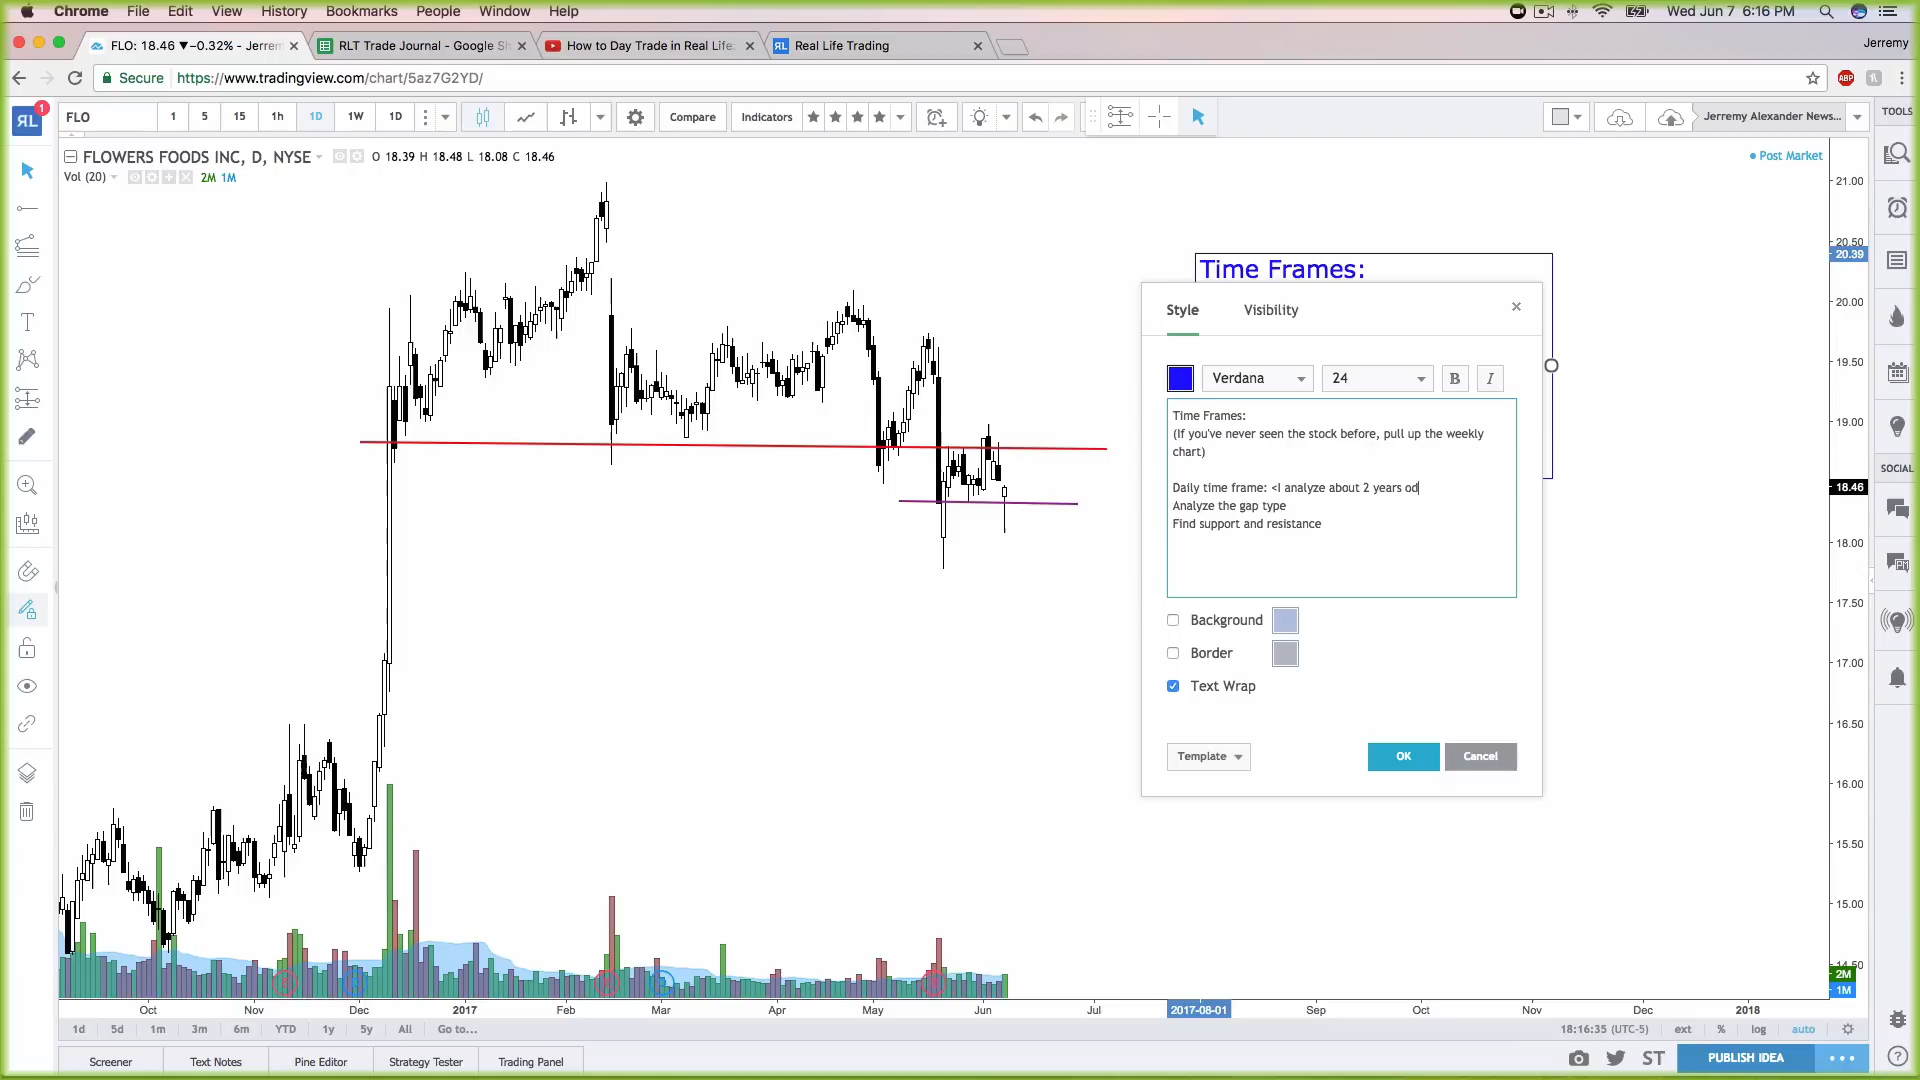 Chrome File Edit View History Bookmarks People Window Help
Wed Jun 7 6:16 PM
FLO: 18.46 ▼−0.32% - Jerem
RLT Trade Journal - Google Sh
How to Day Trade in Real Life:
Real Life Trading
Jeremy
Secure https://www.tradingview.com/chart/5az7G2YD/
ABP
FLO 1 5 15 1h 1D 1W 1D Compare Indicators
Jerremy Alexander News...
TOOLS
FLOWERS FOODS INC, D, NYSE O 18.39 H 18.48 L 18.08 C 18.46
Post Market
Vol (20) 2M 1M
21.00
20.50
20.39
20.00
19.50
19.00
18.46
18.00
17.50
17.00
16.50
16.00
15.50
15.00
14.50
2M
1M
SOCIAL
Time Frames:
Style Visibility
Verdana 24 B I
Time Frames:
(If you've never seen the stock before, pull up the weekly
chart)
Daily time frame: <I analyze about 2 years od
Analyze the gap type
Find support and resistance
Background
Border
Text Wrap
Template OK Cancel
Oct Nov Dec 2017 Feb Mar Apr May Jun Jul 2017-08-01 Sep Oct Nov Dec 2018
1d 5d 1m 3m 6m YTD 1y 5y All Go to...
18:16:35 (UTC-5) ext % log auto
Screener Text Notes Pine Editor Strategy Tester Trading Panel
ST PUBLISH IDEA